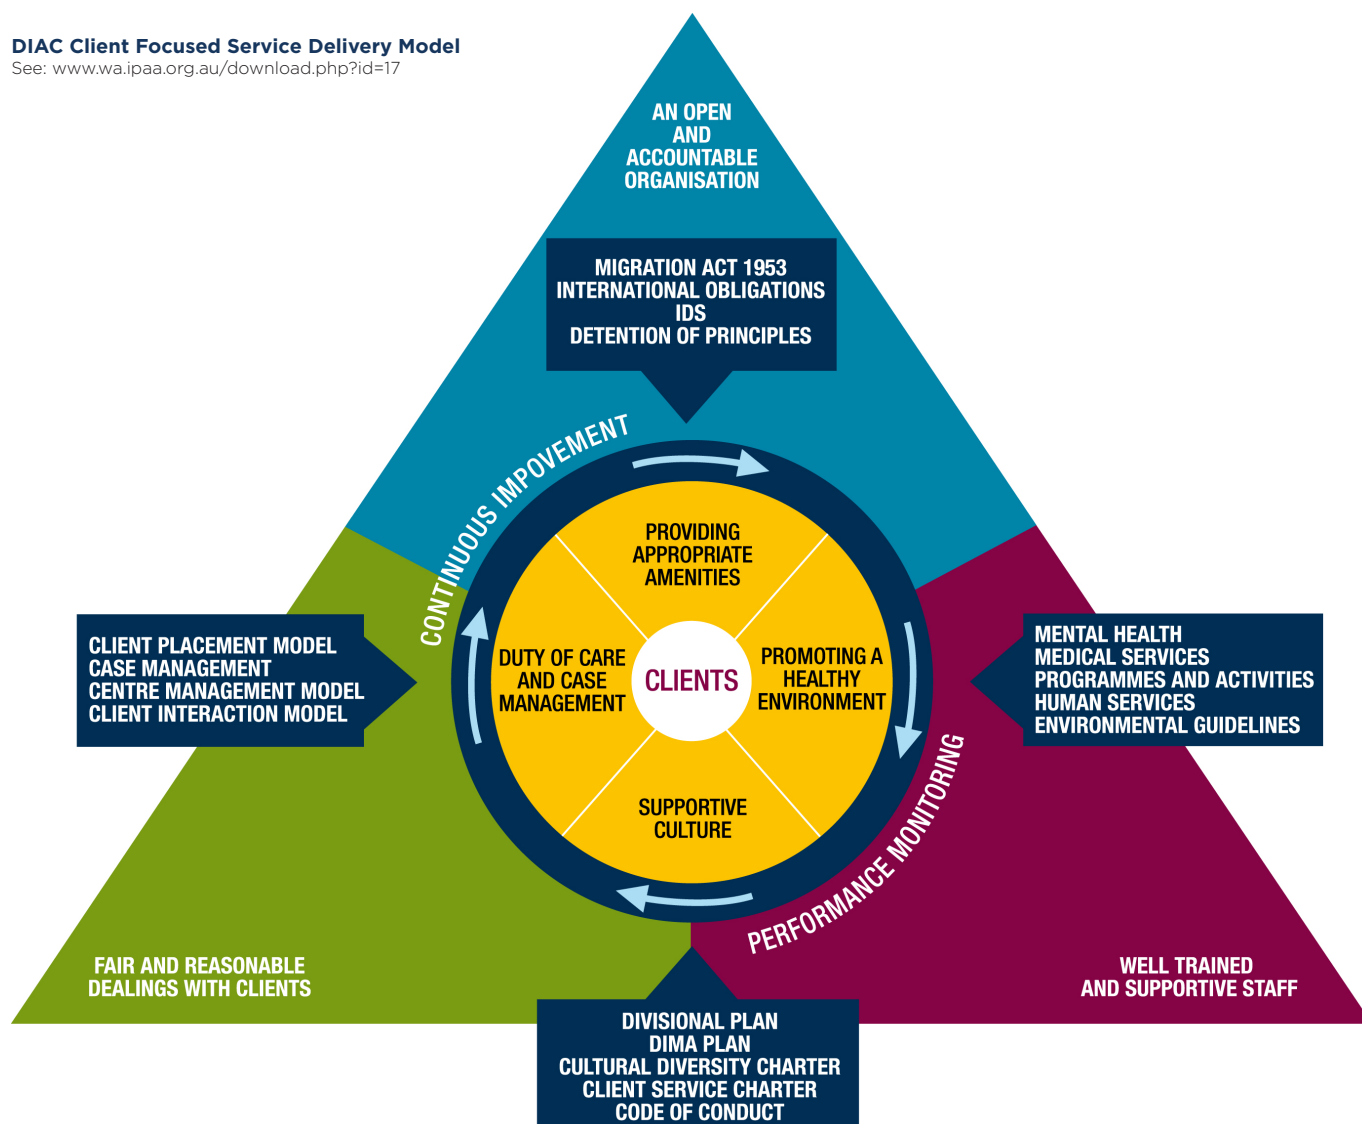 DIAC Client Focused Service Delivery Model
See: www.wa.ipaa.org.au/download.php?id=17
AN OPEN
AND
ACCOUNTABLE
ORGANISATION
MIGRATION ACT 1953
INTERNATIONAL OBLIGATIONS
IDS
DETENTION OF PRINCIPLES
CONTINUOUS IMPOVEMENT
PROVIDING
APPROPRIATE
AMENITIES
CLIENT PLACEMENT MODEL
CASE MANAGEMENT
CENTRE MANAGEMENT MODEL
CLIENT INTERACTION MODEL
DUTY OF CARE
AND CASE
MANAGEMENT
CLIENTS
PROMOTING A
HEALTHY
ENVIRONMENT
MENTAL HEALTH
MEDICAL SERVICES
PROGRAMMES AND ACTIVITIES
HUMAN SERVICES
ENVIRONMENTAL GUIDELINES
SUPPORTIVE
CULTURE
PERFORMANCE MONITORING
FAIR AND REASONABLE
DEALINGS WITH CLIENTS
WELL TRAINED
AND SUPPORTIVE STAFF
DIVISIONAL PLAN
DIMA PLAN
CULTURAL DIVERSITY CHARTER
CLIENT SERVICE CHARTER
CODE OF CONDUCT